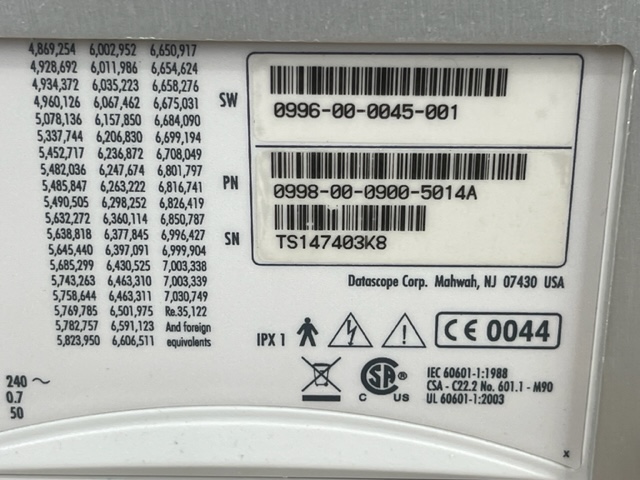 4,869,254 6,002,952 6,650,917
4,928,692 6,011,986 6,654,624
4,934,372 6,035,223 6,658,276
4,960,126 6,067,462 6,675,031
5,078,136 6,157,850 6,684,090
5,337,744 6,206,830 6,699,194
5,452,717 6,236,872 6,708,049
5,482,036 6,247,674 6,801,797
5,485,847 6,263,222 6,816,741
5,490,505 6,298,252 6,826,419
5,632,272 6,360,114 6,850,787
5,638,818 6,377,845 6,996,427
5,645,440 6,397,091 6,999,904
5,685,299 6,430,525 7,003,338
5,743,263 6,463,310 7,003,339
5,758,644 6,463,311 7,030,749
5,769,785 6,501,975 Re.35,122
5,782,757 6,591,123 And foreign
5,823,950 6,606,511 equivalents
SW
0996-00-0045-001
PN
0998-00-0900-5014A
SN
TS147403K8
Datascope Corp. Mahwah, NJ 07430 USA
IPX 1
CE 0044
SA
C US
IEC 60601-1:1988
CSA - C22.2 No. 601.1 - M90
UL 60601-1:2003
240 ~
0.7
50
x